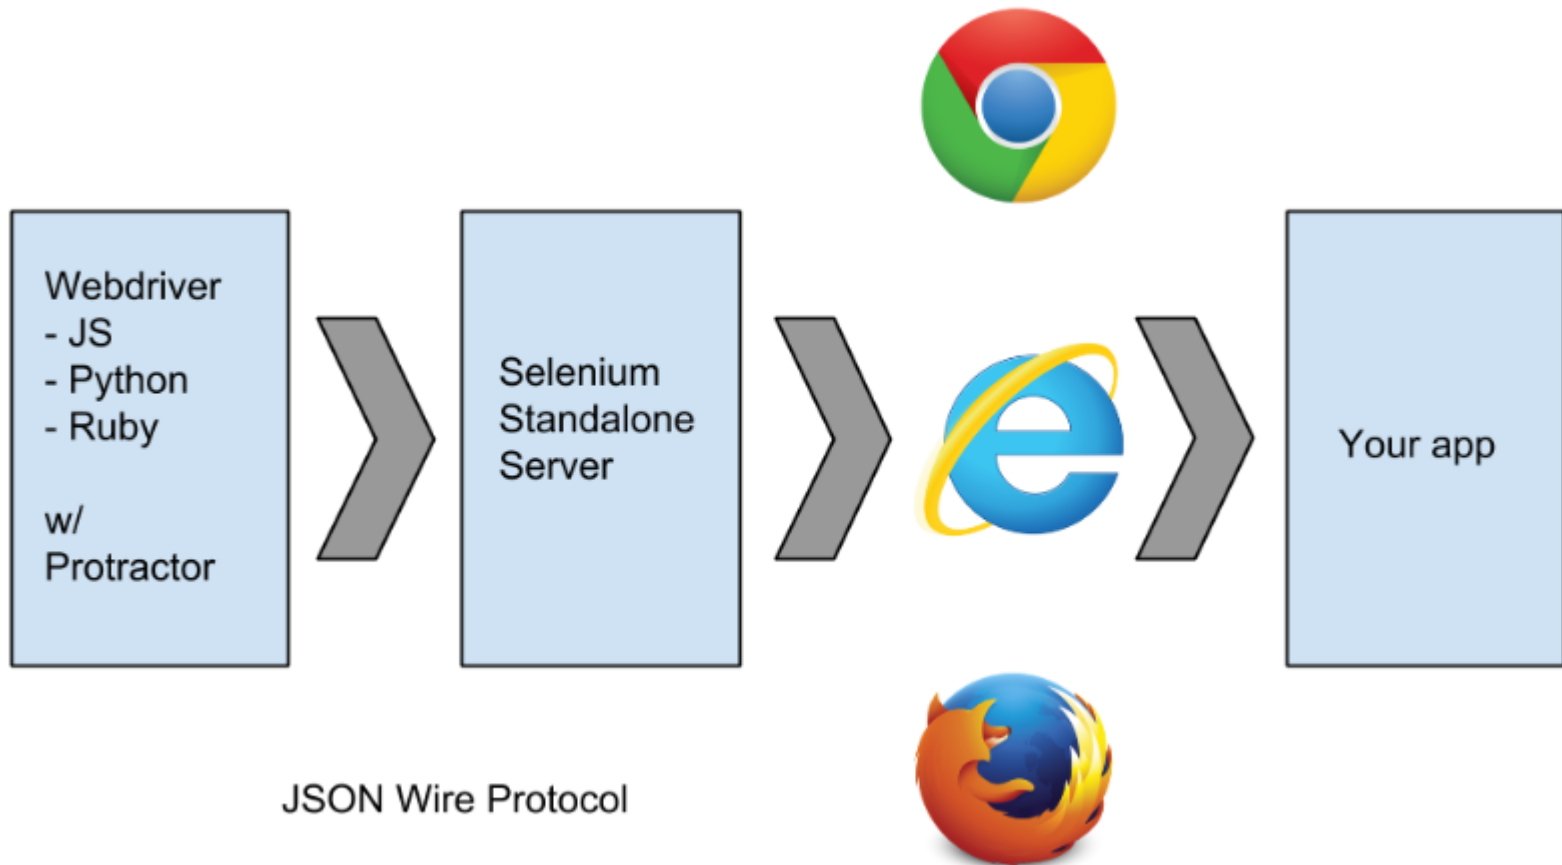 Webdriver
- JS
- Python
- Ruby
w/
Protractor
Selenium
Standalone
Server
Your app
JSON Wire Protocol